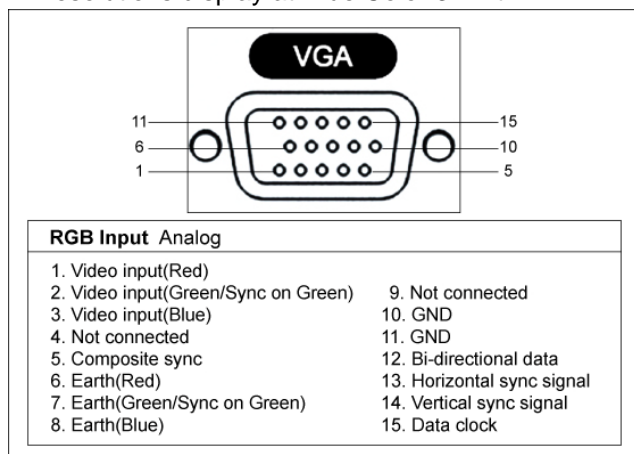 VGA
11 15
6 10
1 5
RGB Input Analog
1. Video input(Red)
2. Video input(Green/Sync on Green)
3. Video input(Blue)
4. Not connected
5. Composite sync
6. Earth(Red)
7. Earth(Green/Sync on Green)
8. Earth(Blue)
9. Not connected
10. GND
11. GND
12. Bi-directional data
13. Horizontal sync signal
14. Vertical sync signal
15. Data clock